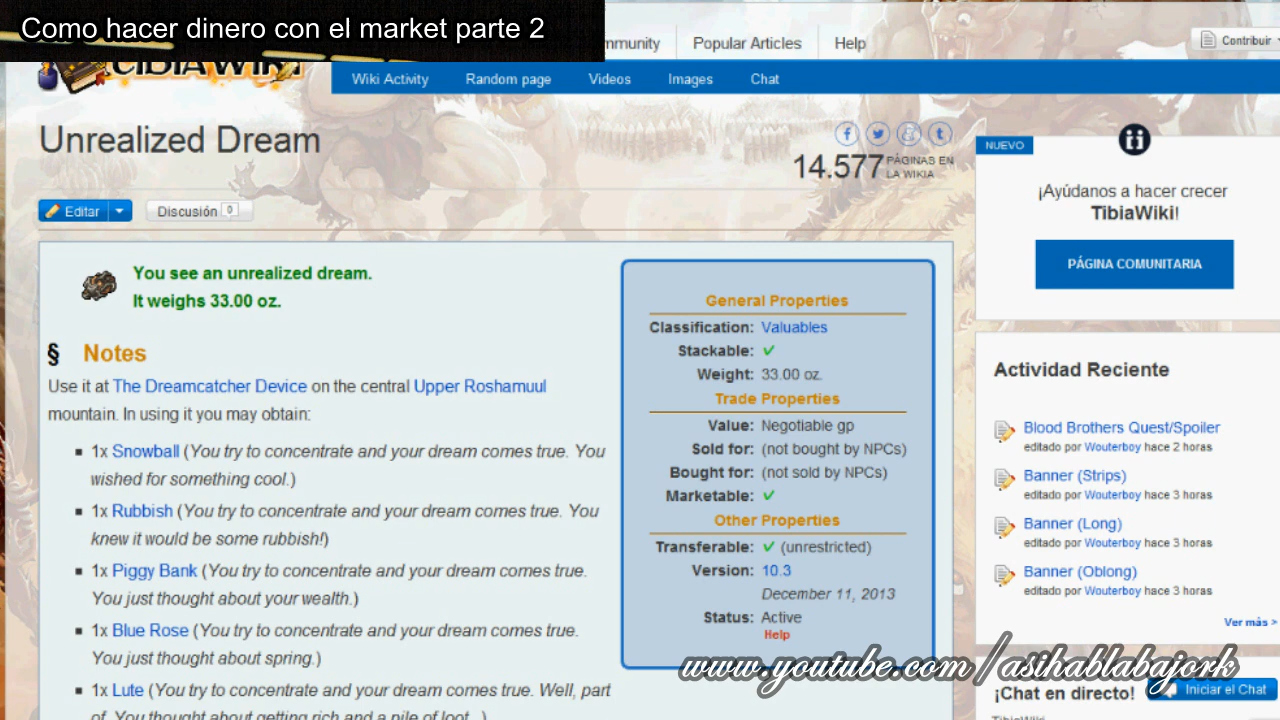 Como hacer dinero con el market parte 2
Popular Articles
Help
Contribuir
TIBIAWIKI
Wiki Activity
Random page
Videos
Images
Chat
Unrealized Dream
14.577 PÁGINAS EN
LA WIKIA
Editar
Discusión 0
NUEVO
¡Ayúdanos a hacer crecer
TibiaWiki!
PÁGINA COMUNITARIA
You see an unrealized dream.
It weighs 33.00 oz.
§ Notes
Use it at The Dreamcatcher Device on the central Upper Roshamuul
mountain. In using it you may obtain:
1x Snowball (You try to concentrate and your dream comes true. You
wished for something cool.)
1x Rubbish (You try to concentrate and your dream comes true. You
knew it would be some rubbish!)
1x Piggy Bank (You try to concentrate and your dream comes true.
You just thought about your wealth.)
1x Blue Rose (You try to concentrate and your dream comes true.
You just thought about spring.)
1x Lute (You try to concentrate and your dream comes true. Well, part
of. You thought about getting rich and a pile of loot...)
General Properties
Classification: Valuables
Stackable: ✓
Weight: 33.00 oz.
Trade Properties
Value: Negotiable gp
Sold for: (not bought by NPCs)
Bought for: (not sold by NPCs)
Marketable: ✓
Other Properties
Transferable: ✓ (unrestricted)
Version: 10.3
December 11, 2013
Status: Active
Help
Actividad Reciente
Blood Brothers Quest/Spoiler
editado por Wouterboy hace 2 horas
Banner (Strips)
editado por Wouterboy hace 3 horas
Banner (Long)
editado por Wouterboy hace 3 horas
Banner (Oblong)
editado por Wouterboy hace 3 horas
Ver más >
www.youtube.com/asihablabajork
¡Chat en directo!
Iniciar el Chat